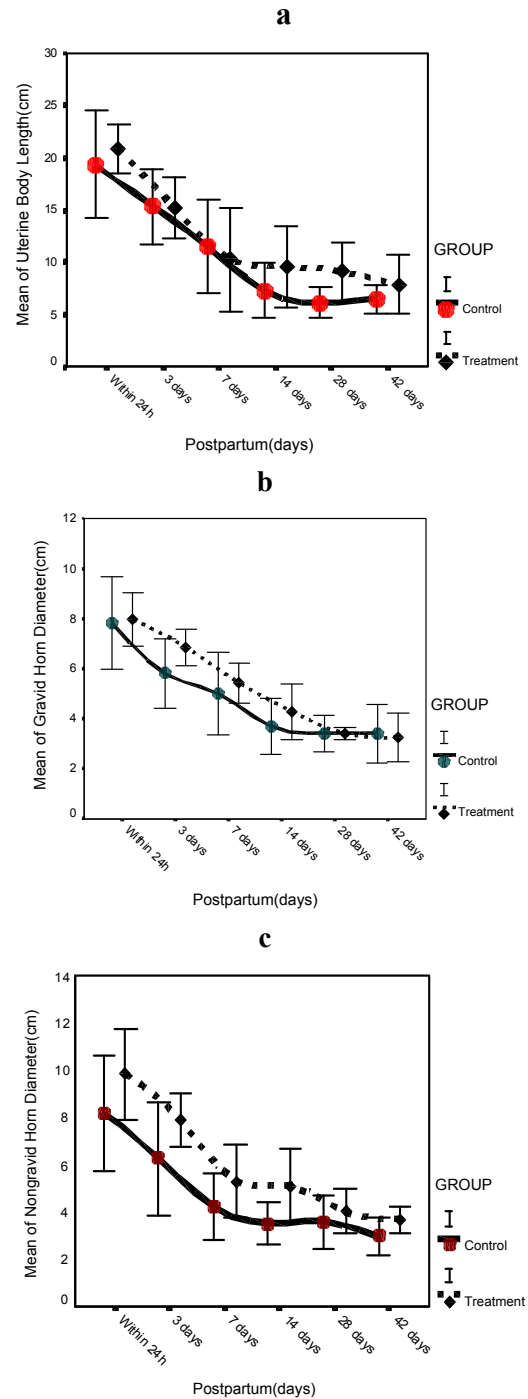 a
30
25
20
15
10
5
0
Mean of Uterine Body Length(cm)
Within 24h
3 days
7 days
14 days
28 days
42 days
Postpartum(days)
GROUP
Control
Treatment
b
12
10
8
6
4
2
0
Mean of Gravid Horn Diameter(cm)
Within 24h
3 days
7 days
14 days
28 days
42 days
Postpartum(days)
GROUP
Control
Treatment
c
14
12
10
8
6
4
2
0
Mean of Nongravid Horn Diameter(cm)
Within 24h
3 days
7 days
14 days
28 days
42 days
Postpartum(days)
GROUP
Control
Treatment